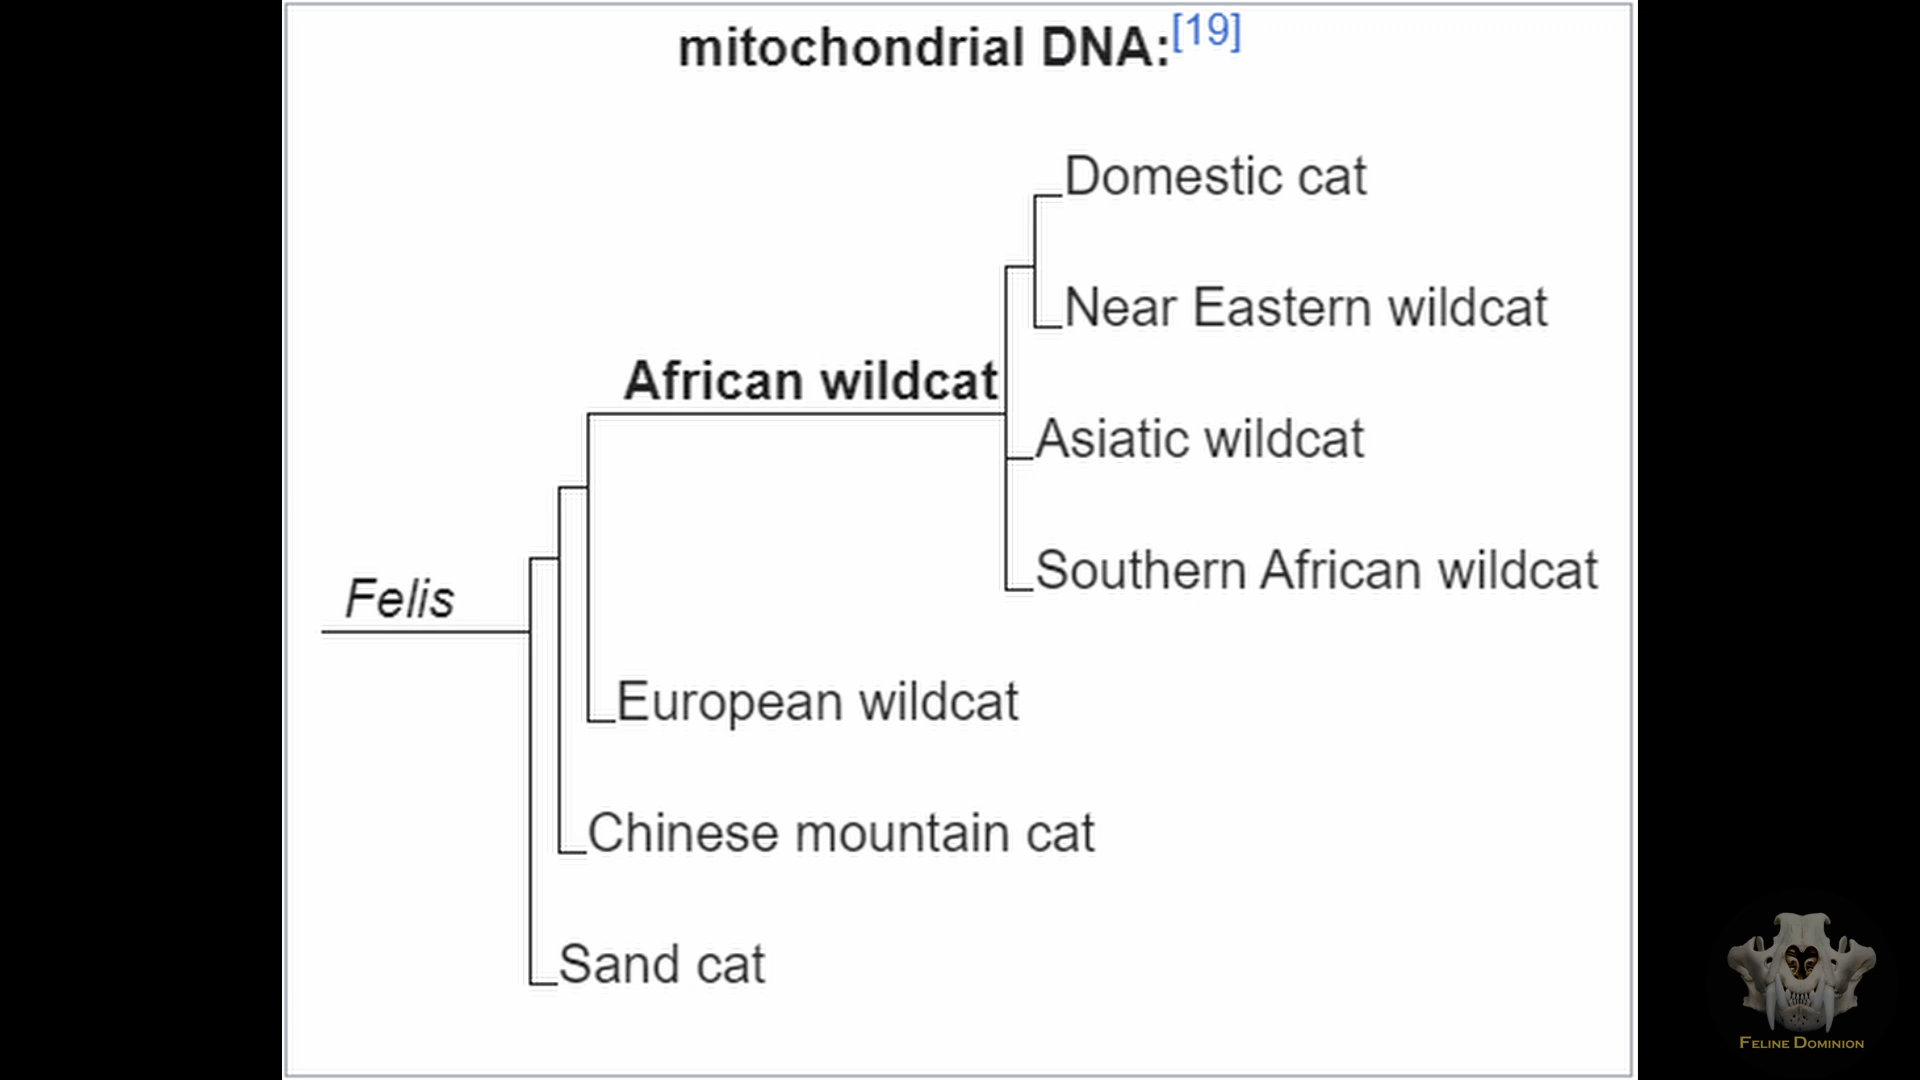 mitochondrial DNA:[19]
Domestic cat
Near Eastern wildcat
African wildcat
Asiatic wildcat
Southern African wildcat
Felis
European wildcat
Chinese mountain cat
Sand cat
FELINE DOMINION